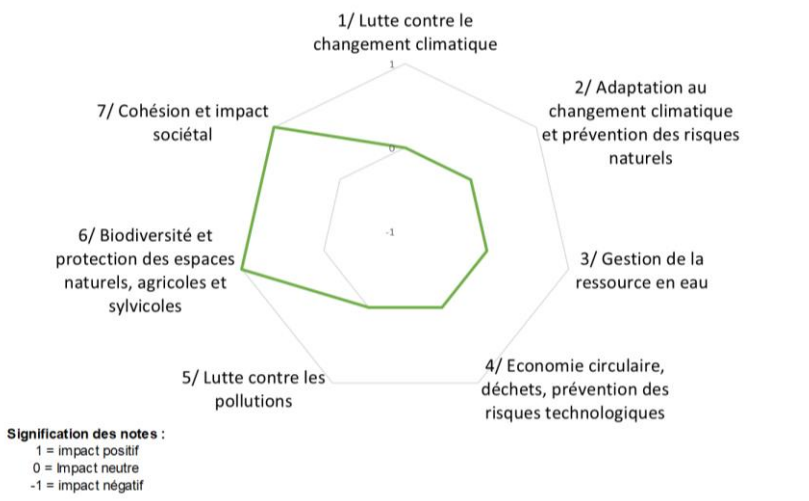 1/ Lutte contre le
changement climatique
1
2/ Adaptation au
changement climatique
et prévention des risques
naturels
7/ Cohésion et impact
sociétal
0
-1
6/ Biodiversité et
protection des espaces
naturels, agricoles et
sylvicoles
3/ Gestion de la
ressource en eau
4/ Economie circulaire,
déchets, prévention des
risques technologiques
5/ Lutte contre les
pollutions
Signification des notes :
1 = impact positif
0 = Impact neutre
-1 = impact négatif